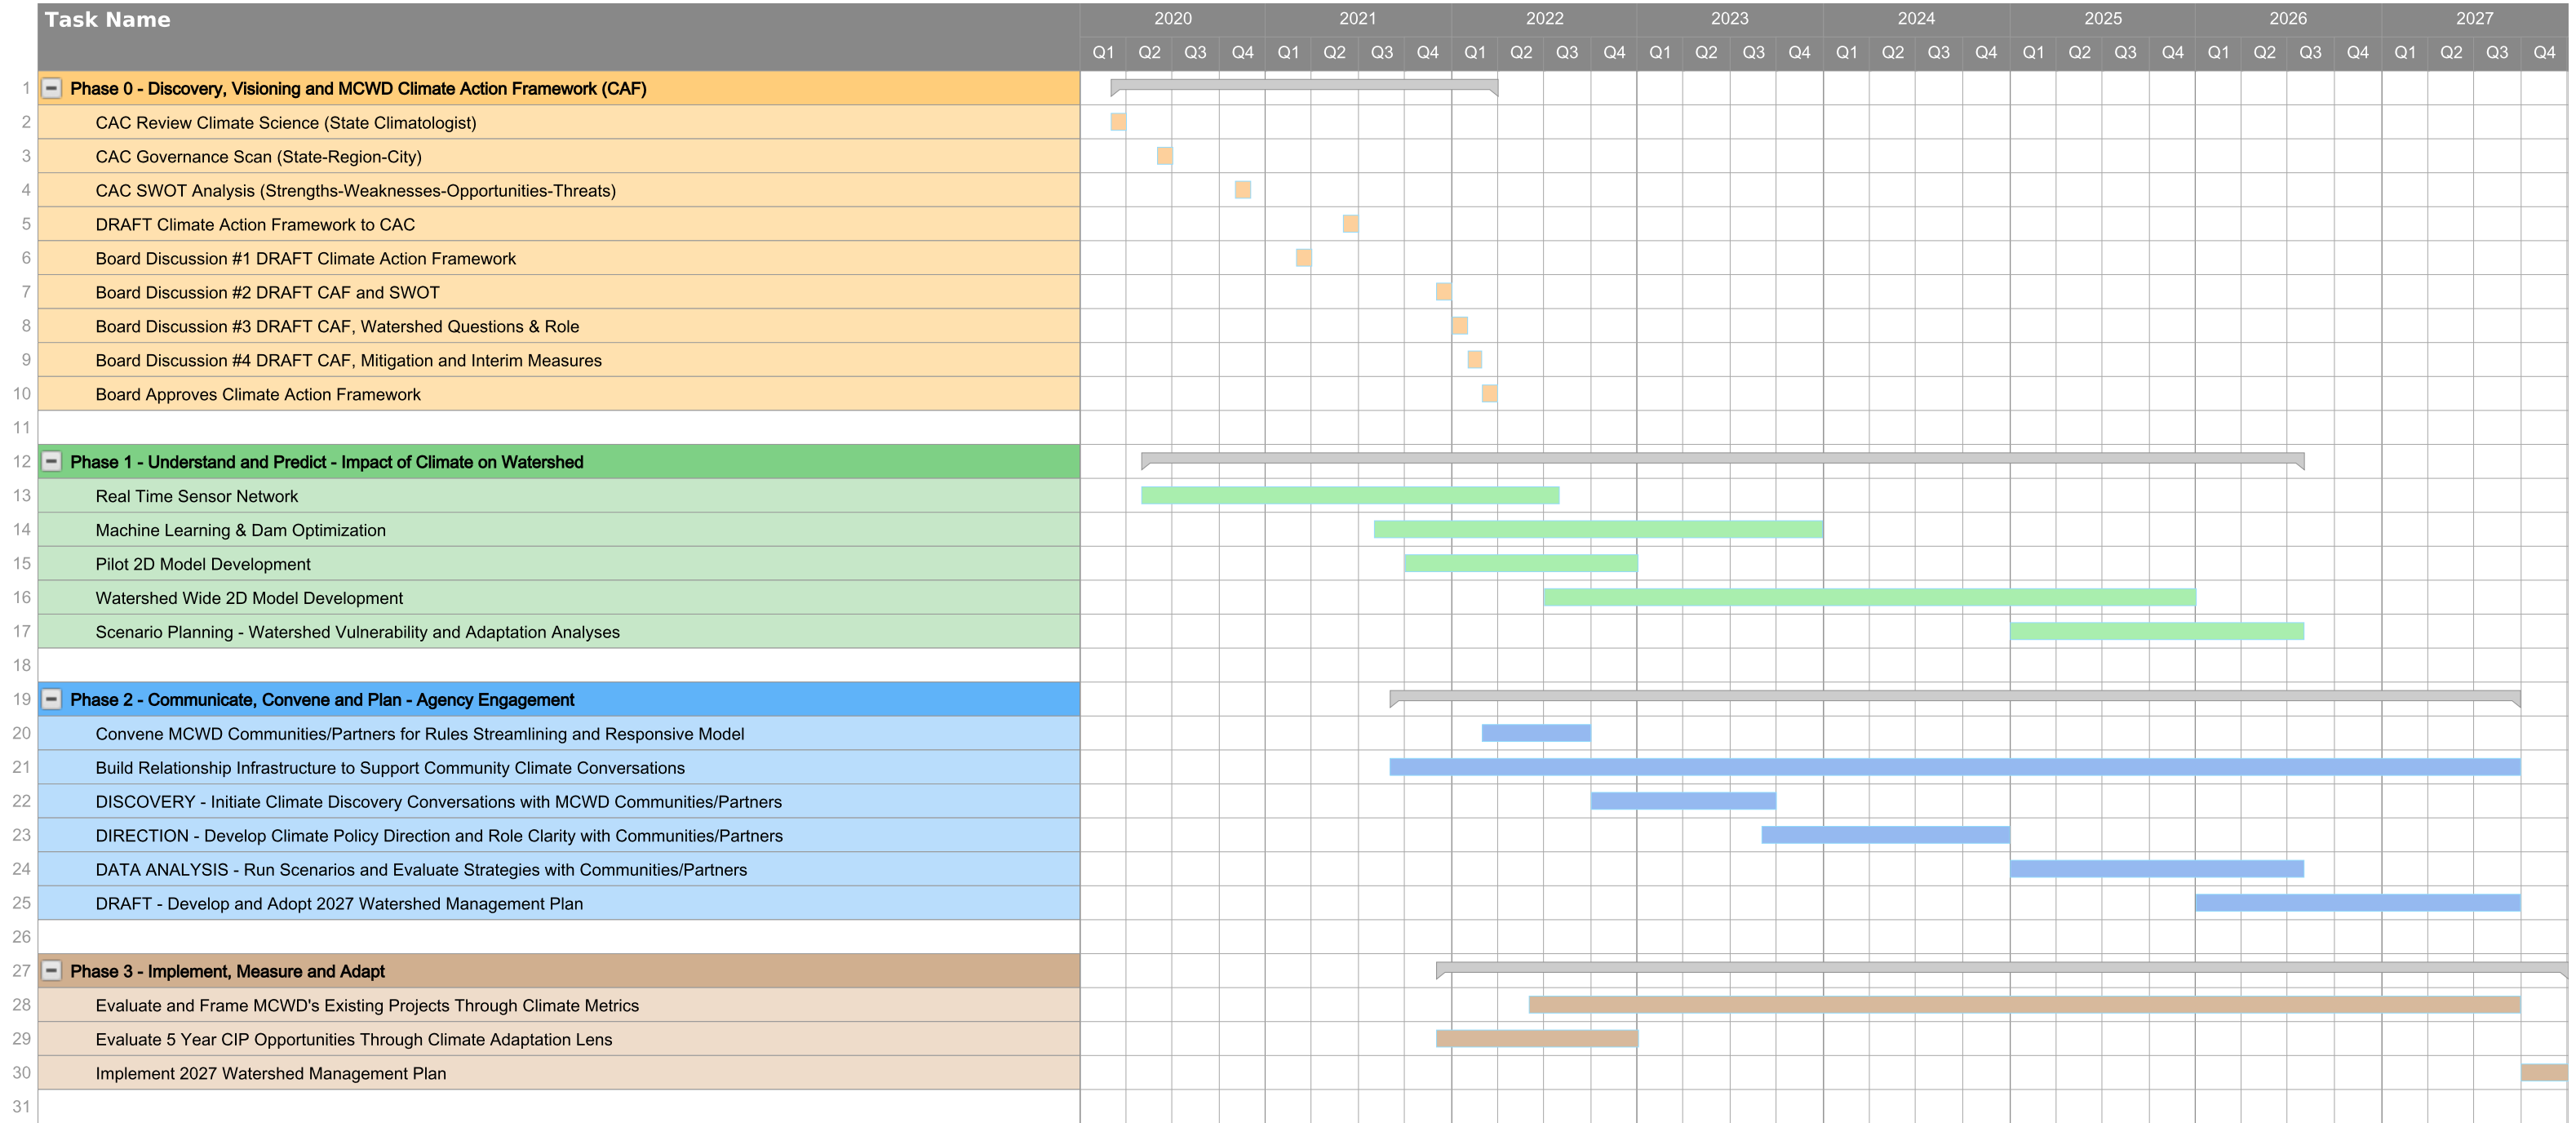 Task Name
2020 2021 2022 2023 2024 2025 2026 2027
Q1 Q2 Q3 Q4 Q1 Q2 Q3 Q4 Q1 Q2 Q3 Q4 Q1 Q2 Q3 Q4 Q1 Q2 Q3 Q4 Q1 Q2 Q3 Q4 Q1 Q2 Q3 Q4 Q1 Q2 Q3 Q4
1 Phase 0 - Discovery, Visioning and MCWD Climate Action Framework (CAF)
2 CAC Review Climate Science (State Climatologist)
3 CAC Governance Scan (State-Region-City)
4 CAC SWOT Analysis (Strengths-Weaknesses-Opportunities-Threats)
5 DRAFT Climate Action Framework to CAC
6 Board Discussion #1 DRAFT Climate Action Framework
7 Board Discussion #2 DRAFT CAF and SWOT
8 Board Discussion #3 DRAFT CAF, Watershed Questions & Role
9 Board Discussion #4 DRAFT CAF, Mitigation and Interim Measures
10 Board Approves Climate Action Framework
11
12 Phase 1 - Understand and Predict - Impact of Climate on Watershed
13 Real Time Sensor Network
14 Machine Learning & Dam Optimization
15 Pilot 2D Model Development
16 Watershed Wide 2D Model Development
17 Scenario Planning - Watershed Vulnerability and Adaptation Analyses
18
19 Phase 2 - Communicate, Convene and Plan - Agency Engagement
20 Convene MCWD Communities/Partners for Rules Streamlining and Responsive Model
21 Build Relationship Infrastructure to Support Community Climate Conversations
22 DISCOVERY - Initiate Climate Discovery Conversations with MCWD Communities/Partners
23 DIRECTION - Develop Climate Policy Direction and Role Clarity with Communities/Partners
24 DATA ANALYSIS - Run Scenarios and Evaluate Strategies with Communities/Partners
25 DRAFT - Develop and Adopt 2027 Watershed Management Plan
26
27 Phase 3 - Implement, Measure and Adapt
28 Evaluate and Frame MCWD's Existing Projects Through Climate Metrics
29 Evaluate 5 Year CIP Opportunities Through Climate Adaptation Lens
30 Implement 2027 Watershed Management Plan
31